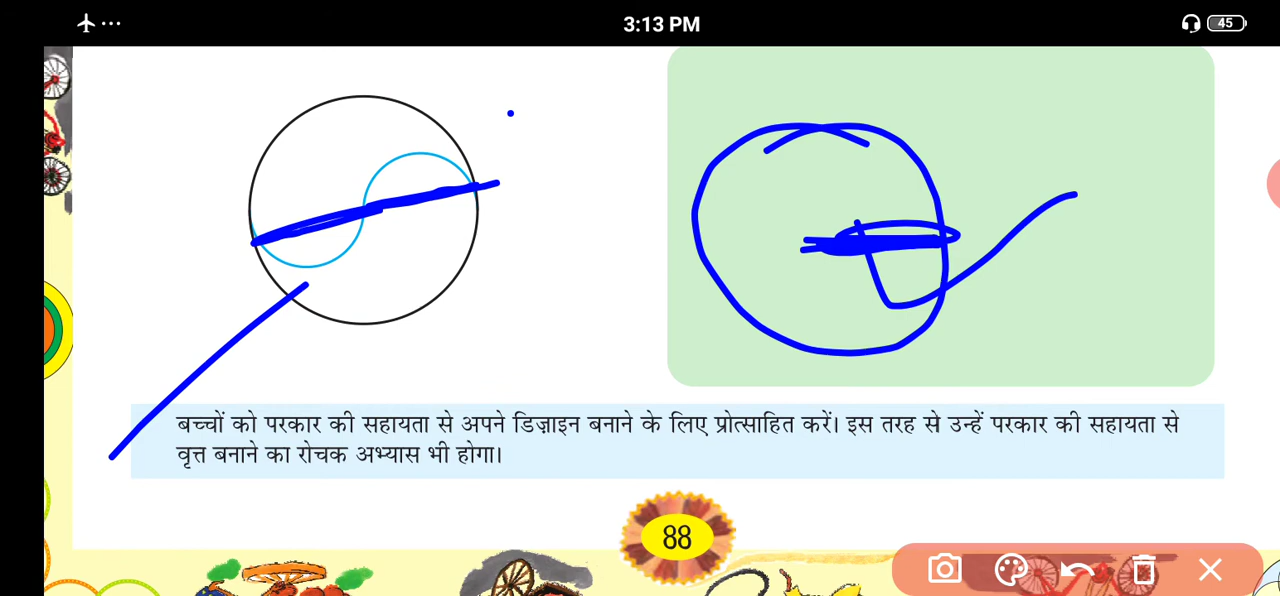 3:13 PM
45
बच्चों को परकार की सहायता से अपने डिज़ाइन बनाने के लिए प्रोत्साहित करें। इस तरह से उन्हें परकार की सहायता से
वृत्त बनाने का रोचक अभ्यास भी होगा।
88